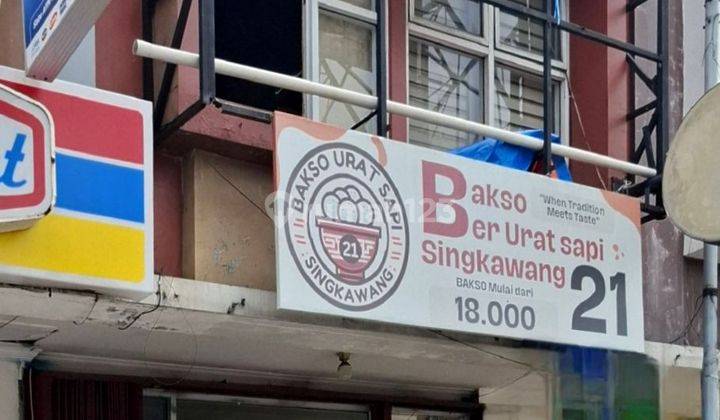 BAKSO URAT SAPI
21
SINGKAWANG
Bakso
Ber Urat sapi
Singkawang
"When Tradition
Meets Taste"
21
BAKSO Mulai dari
18.000